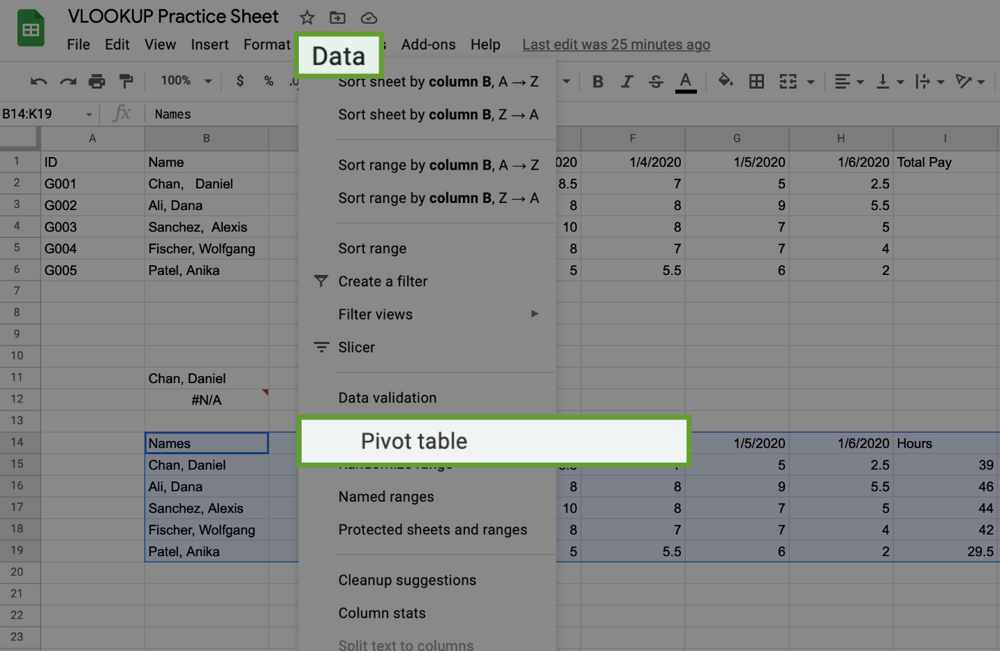 VLOOKUP Practice Sheet
File Edit View Insert Format Data Add-ons Help Last edit was 25 minutes ago
100% $ % B I S A
B14:K19 fx Names
A B F G H I
1 ID Name 1/4/2020 1/5/2020 1/6/2020 Total Pay
2 G001 Chan, Daniel 8.5 7 5 2.5
3 G002 Ali, Dana 8 8 9 5.5
4 G003 Sanchez, Alexis 10 8 7 5
5 G004 Fischer, Wolfgang 8 7 7 4
6 G005 Patel, Anika 5 5.5 6 2
7
8
9
10
11 Chan, Daniel
12 #N/A
13
14 Names 1/5/2020 1/6/2020 Hours
15 Chan, Daniel 5 2.5 39
16 Ali, Dana 8 8 9 5.5 46
17 Sanchez, Alexis 10 8 7 5 44
18 Fischer, Wolfgang 8 7 7 4 42
19 Patel, Anika 5 5.5 6 2 29.5
20
21
22
23
Sort sheet by column B, A → Z
Sort sheet by column B, Z → A
Sort range by column B, A → Z
Sort range by column B, Z → A
Sort range
Create a filter
Filter views
Slicer
Data validation
Pivot table
Named ranges
Protected sheets and ranges
Cleanup suggestions
Column stats
Split text to columns